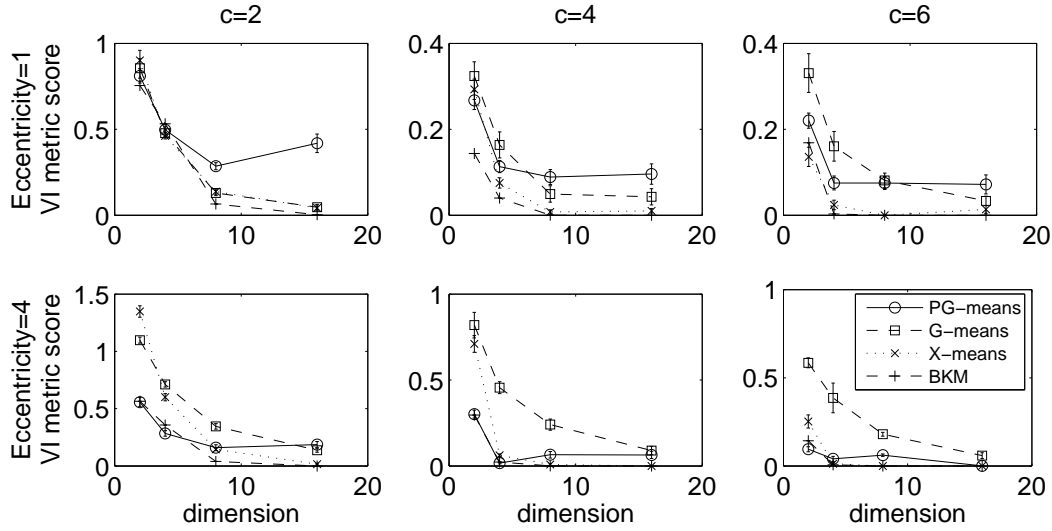 c=2
c=4
c=6
Eccentricity=1
VI metric score
1
0.5
0
0
10
20
0.4
0.2
0
0
10
20
0.4
0.2
0
0
10
20
Eccentricity=4
VI metric score
1.5
1
0.5
0
0
10
20
dimension
1
0.5
0
0
10
20
dimension
1
0.5
0
0
10
20
dimension
PG−means
G−means
X−means
BKM